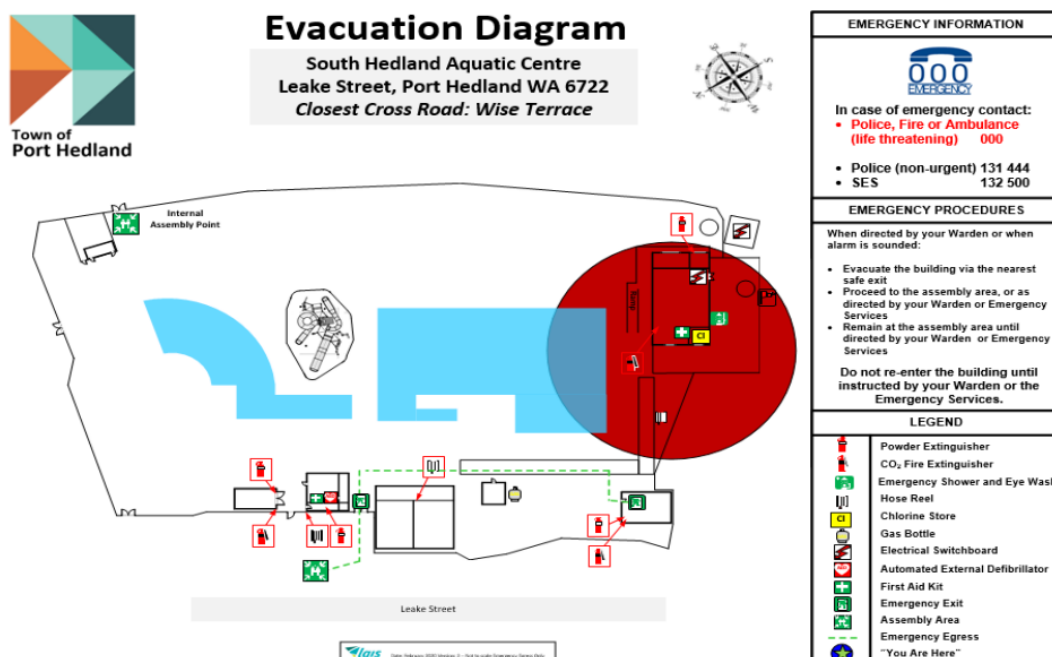 Evacuation Diagram
South Hedland Aquatic Centre
Leake Street, Port Hedland WA 6722
Closest Cross Road: Wise Terrace
Town of
Port Hedland
Internal
Assembly Point
Ramp
CI
Leake Street
EMERGENCY INFORMATION
000
EMERGENCY
In case of emergency contact:
• Police, Fire or Ambulance
(life threatening) 000
• Police (non-urgent) 131 444
• SES 132 500
EMERGENCY PROCEDURES
When directed by your Warden or when
alarm is sounded:
• Evacuate the building via the nearest
safe exit
• Proceed to the assembly area, or as
directed by your Warden or Emergency
Services
• Remain at the assembly area until
directed by your Warden or Emergency
Services
Do not re-enter the building until
instructed by your Warden or the
Emergency Services.
LEGEND
Powder Extinguisher
CO₂ Fire Extinguisher
Emergency Shower and Eye Wash
Hose Reel
CI
Chlorine Store
Gas Bottle
Electrical Switchboard
Automated External Defibrillator
First Aid Kit
Emergency Exit
Assembly Area
Emergency Egress
"You Are Here"
lgis